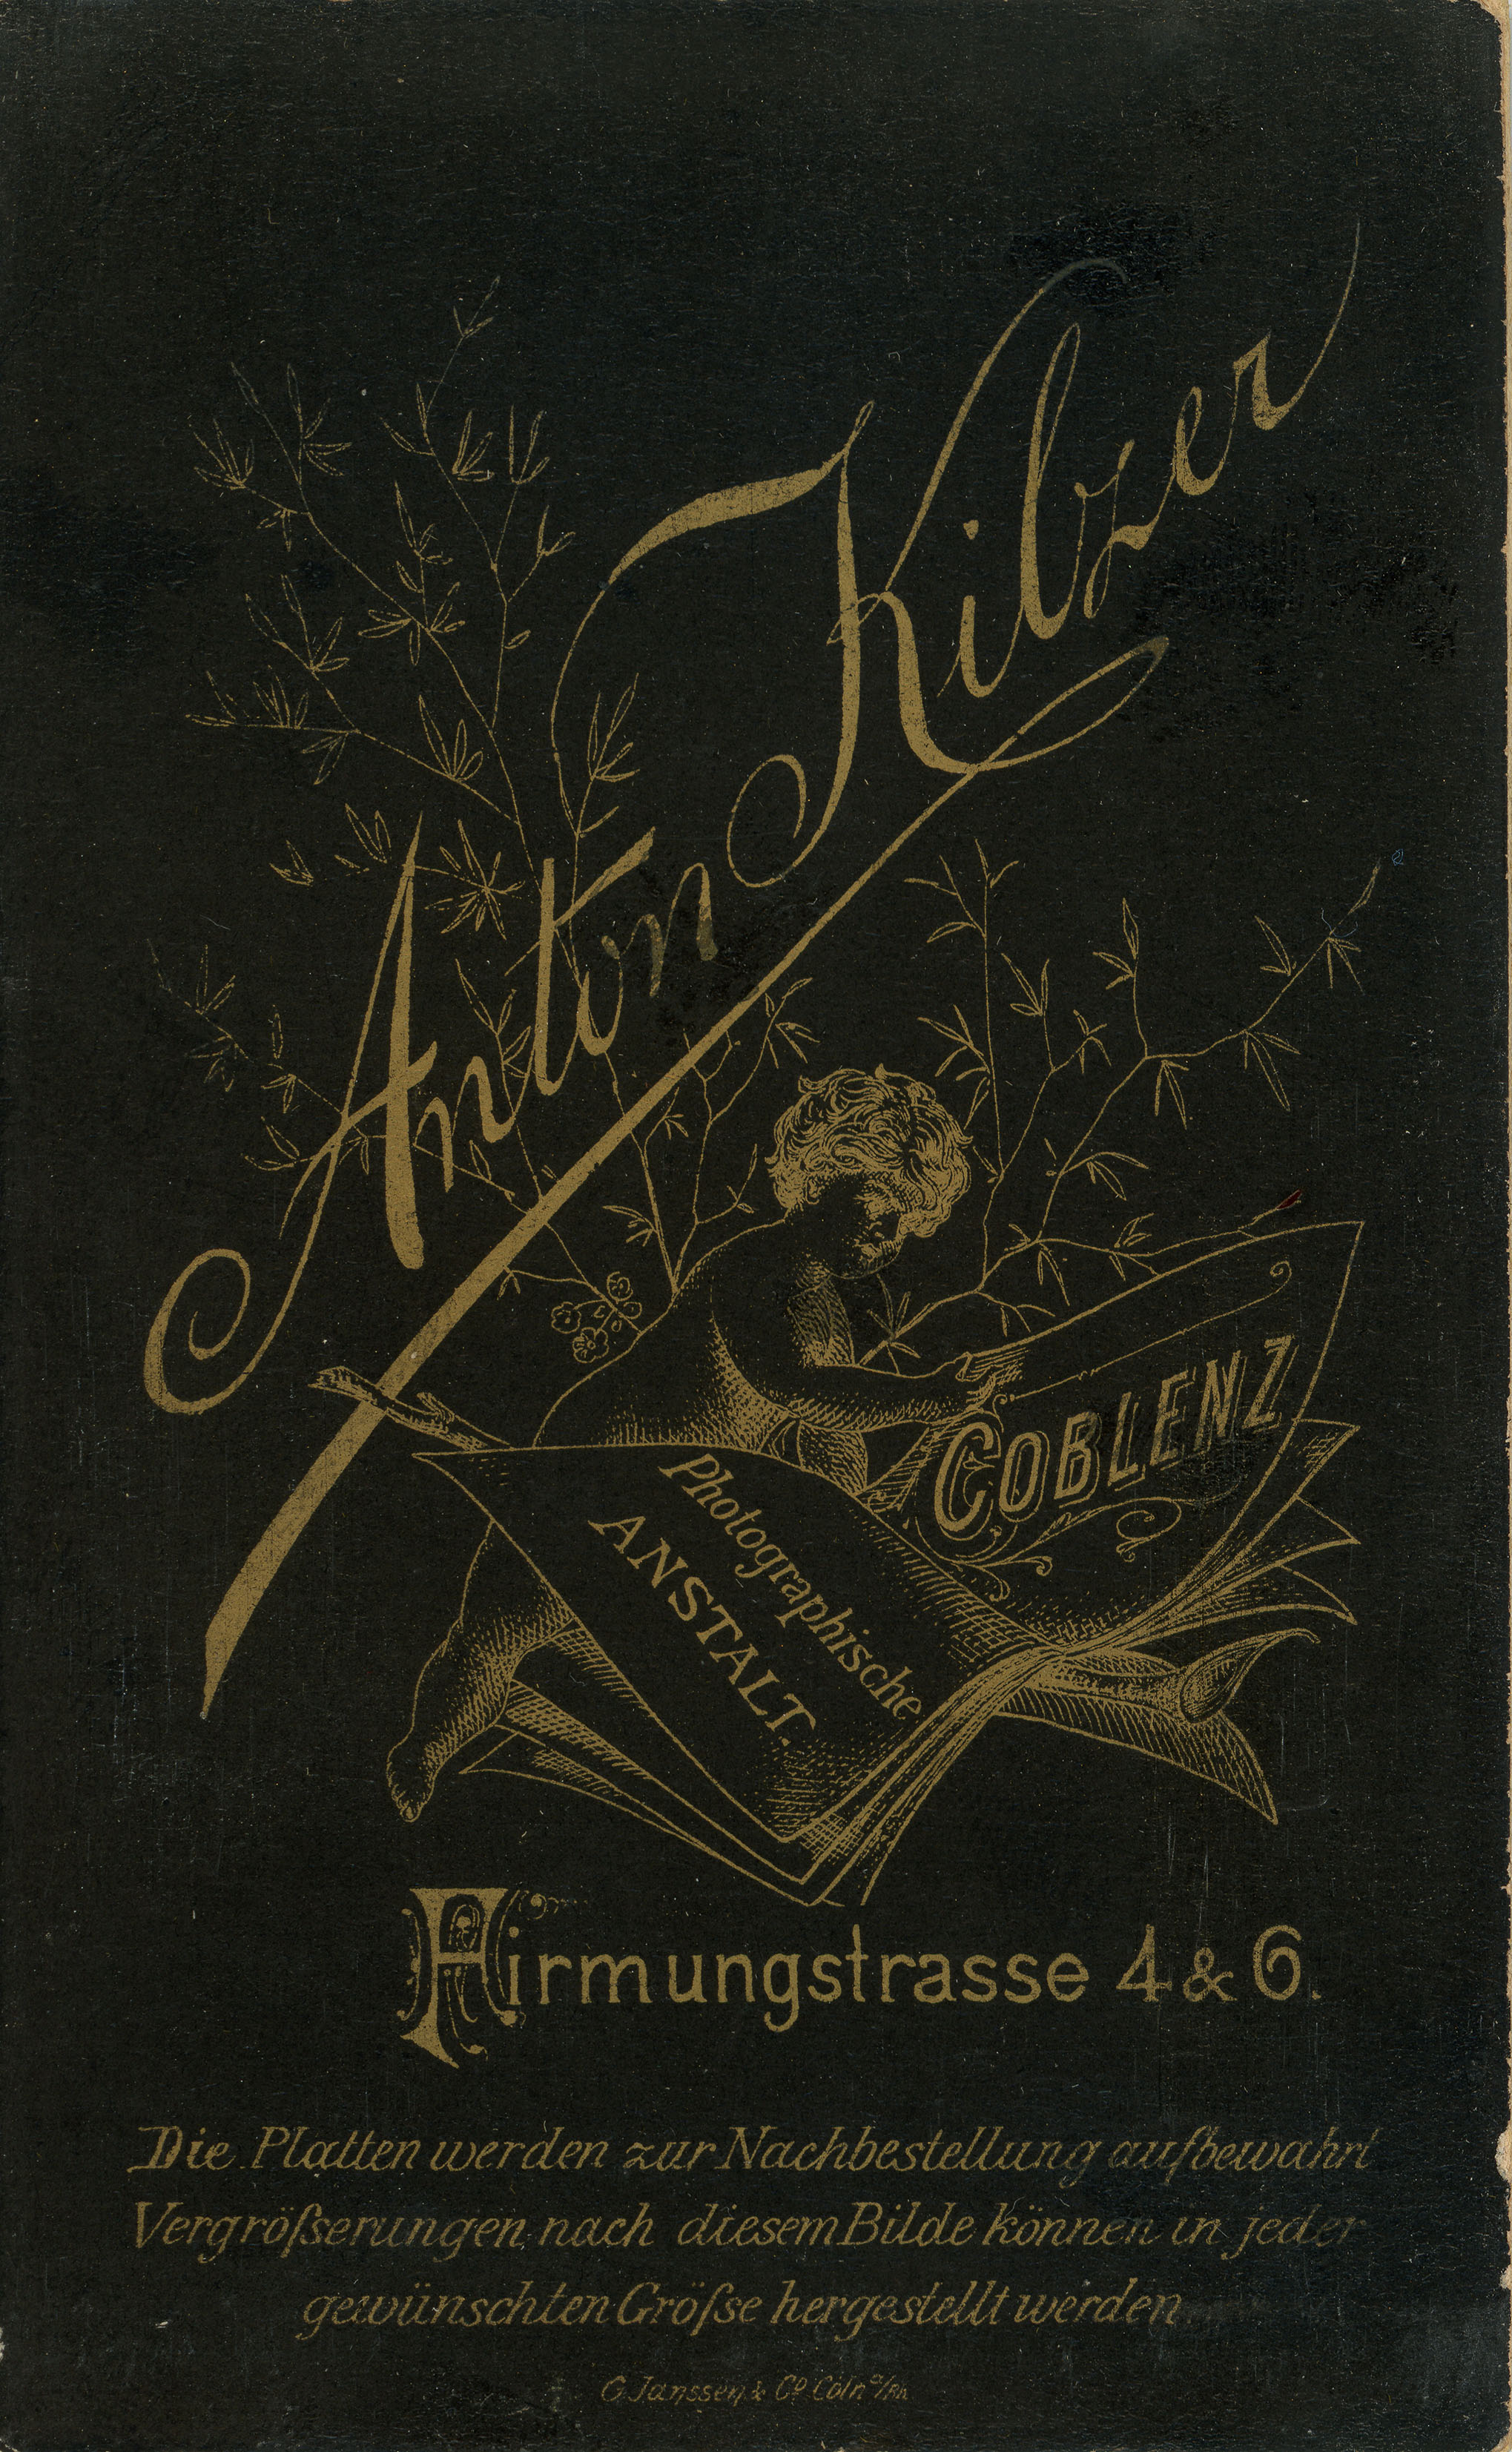 Anton Kilzer
COBLENZ
Photographische
ANSTALT.
Firmungstrasse 4 & 6.
Die Platten werden zur Nachbestellung aufbewahrt
Vergröſserungen nach diesem Bilde können in jeder
gewünschten Gröſse hergestellt werden.
G. Janssen & Co. Cöln a/Rh.